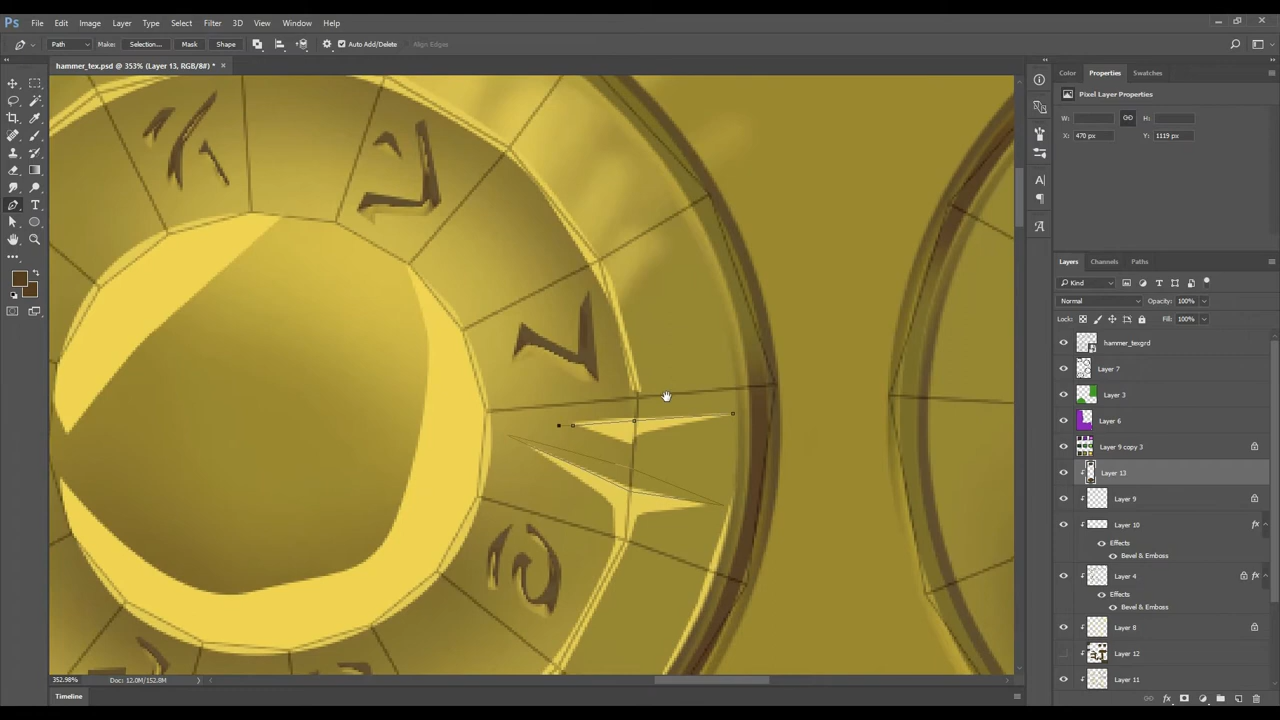 Ps File Edit Image Layer Type Select Filter 3D View Window Help
Path Make: Selection... Mask Shape Auto Add/Delete Align Edges
hammer_tex.psd @ 353% (Layer 13, RGB/8#) * ×
Color Properties Swatches
Pixel Layer Properties
W: H:
X: 470 px Y: 1119 px
Layers Channels Paths
Kind
Normal Opacity: 100%
Lock: Fill: 100%
hammer_texgrd
Layer 7
Layer 3
Layer 6
Layer 9 copy 3
Layer 13
Layer 9
Layer 10 fx
Effects
Bevel & Emboss
Layer 4 fx
Effects
Bevel & Emboss
Layer 8
Layer 12
Layer 11
352.98% Doc: 12.0M/152.8M
Timeline